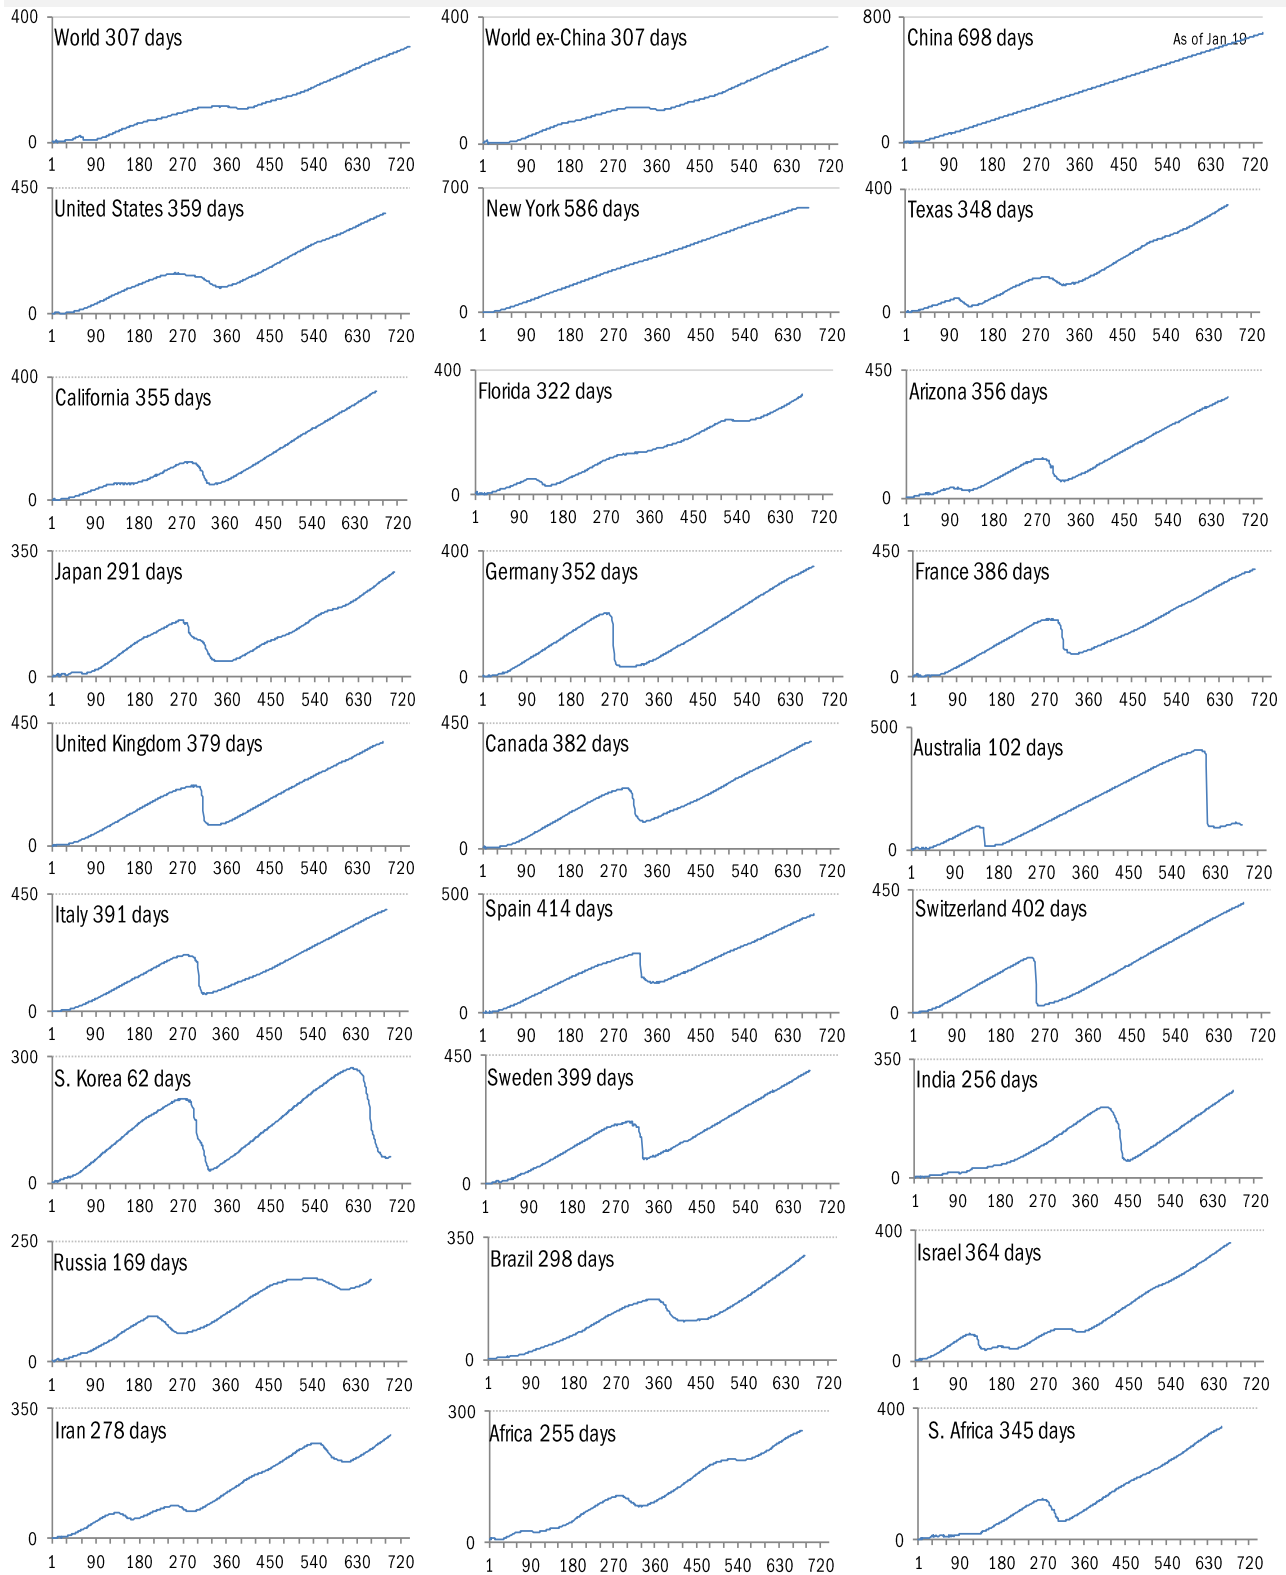 400 400 800
World 307 days World ex-China 307 days China 698 days As of Jan 19
0 0 0
1 90 180 270 360 450 540 630 720 1 90 180 270 360 450 540 630 720 1 90 180 270 360 450 540 630 720
450 700 400
United States 359 days New York 586 days Texas 348 days
0 0 0
1 90 180 270 360 450 540 630 720 1 90 180 270 360 450 540 630 720 1 90 180 270 360 450 540 630 720
400 400 450
California 355 days Florida 322 days Arizona 356 days
0 0 0
1 90 180 270 360 450 540 630 720 1 90 180 270 360 450 540 630 720 1 90 180 270 360 450 540 630 720
350 400 450
Japan 291 days Germany 352 days France 386 days
0 0 0
1 90 180 270 360 450 540 630 720 1 90 180 270 360 450 540 630 720 1 90 180 270 360 450 540 630 720
450 450 500
United Kingdom 379 days Canada 382 days Australia 102 days
0 0 0
1 90 180 270 360 450 540 630 720 1 90 180 270 360 450 540 630 720 1 90 180 270 360 450 540 630 720
450 500 450
Italy 391 days Spain 414 days Switzerland 402 days
0 0 0
1 90 180 270 360 450 540 630 720 1 90 180 270 360 450 540 630 720 1 90 180 270 360 450 540 630 720
300 450 350
S. Korea 62 days Sweden 399 days India 256 days
0 0 0
1 90 180 270 360 450 540 630 720 1 90 180 270 360 450 540 630 720 1 90 180 270 360 450 540 630 720
250 350 400
Russia 169 days Brazil 298 days Israel 364 days
0 0 0
1 90 180 270 360 450 540 630 720 1 90 180 270 360 450 540 630 720 1 90 180 270 360 450 540 630 720
350 300 400
Iran 278 days Africa 255 days S. Africa 345 days
0 0 0
1 90 180 270 360 450 540 630 720 1 90 180 270 360 450 540 630 720 1 90 180 270 360 450 540 630 720